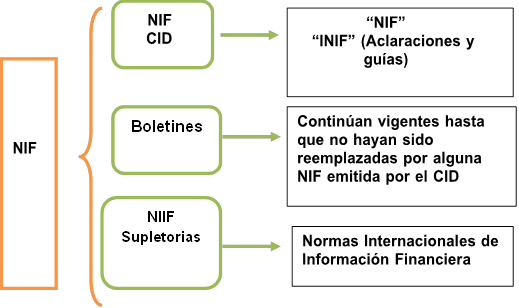 NIF
NIF
CID
“NIF”
“INIF” (Aclaraciones y
guías)
Boletines
Continúan vigentes hasta
que no hayan sido
reemplazadas por alguna
NIF emitida por el CID
NIIF
Supletorias
Normas Internacionales de
Información Financiera